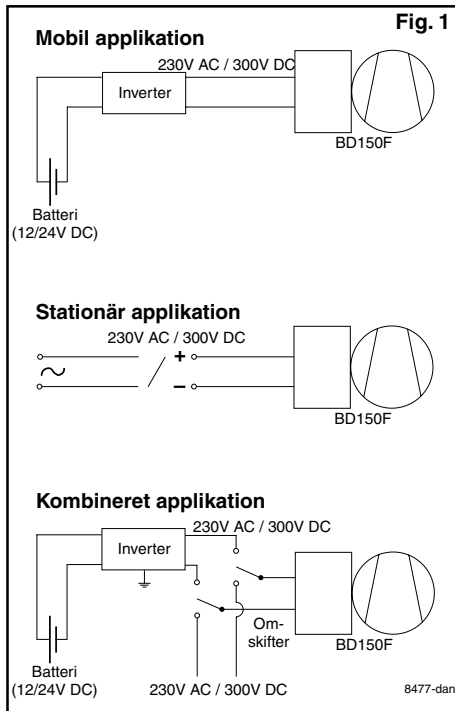 Fig. 1
Mobil applikation
230V AC / 300V DC
Inverter
BD150F
Batteri
(12/24V DC)
Stationär applikation
230V AC / 300V DC
+
–
BD150F
Kombineret applikation
230V AC / 300V DC
Inverter
Om-
skifter
BD150F
Batteri
(12/24V DC)
230V AC / 300V DC
8477-dan